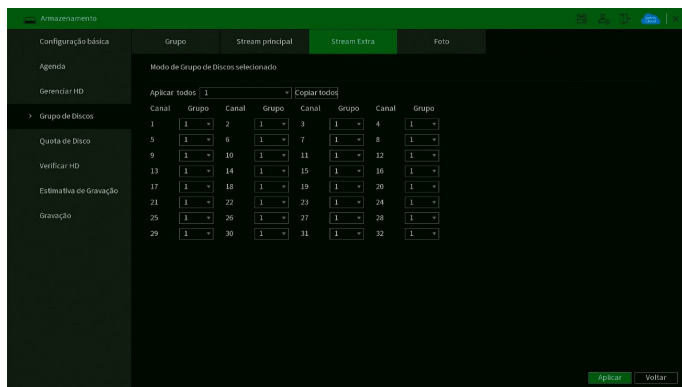 Armazenamento
Configuração básica
Agenda
Gerenciar HD
> Grupo de Discos
Quota de Disco
Verificar HD
Estimativa de Gravação
Gravação
Grupo Stream principal Stream Extra Foto
Modo de Grupo de Discos selecionado
Aplicar todos 1 Copiar todos
Canal Grupo Canal Grupo Canal Grupo Canal Grupo
1 1 2 1 3 1 4 1
5 1 6 1 7 1 8 1
9 1 10 1 11 1 12 1
13 1 14 1 15 1 16 1
17 1 18 1 19 1 20 1
21 1 22 1 23 1 24 1
25 1 26 1 27 1 28 1
29 1 30 1 31 1 32 1
Aplicar Voltar